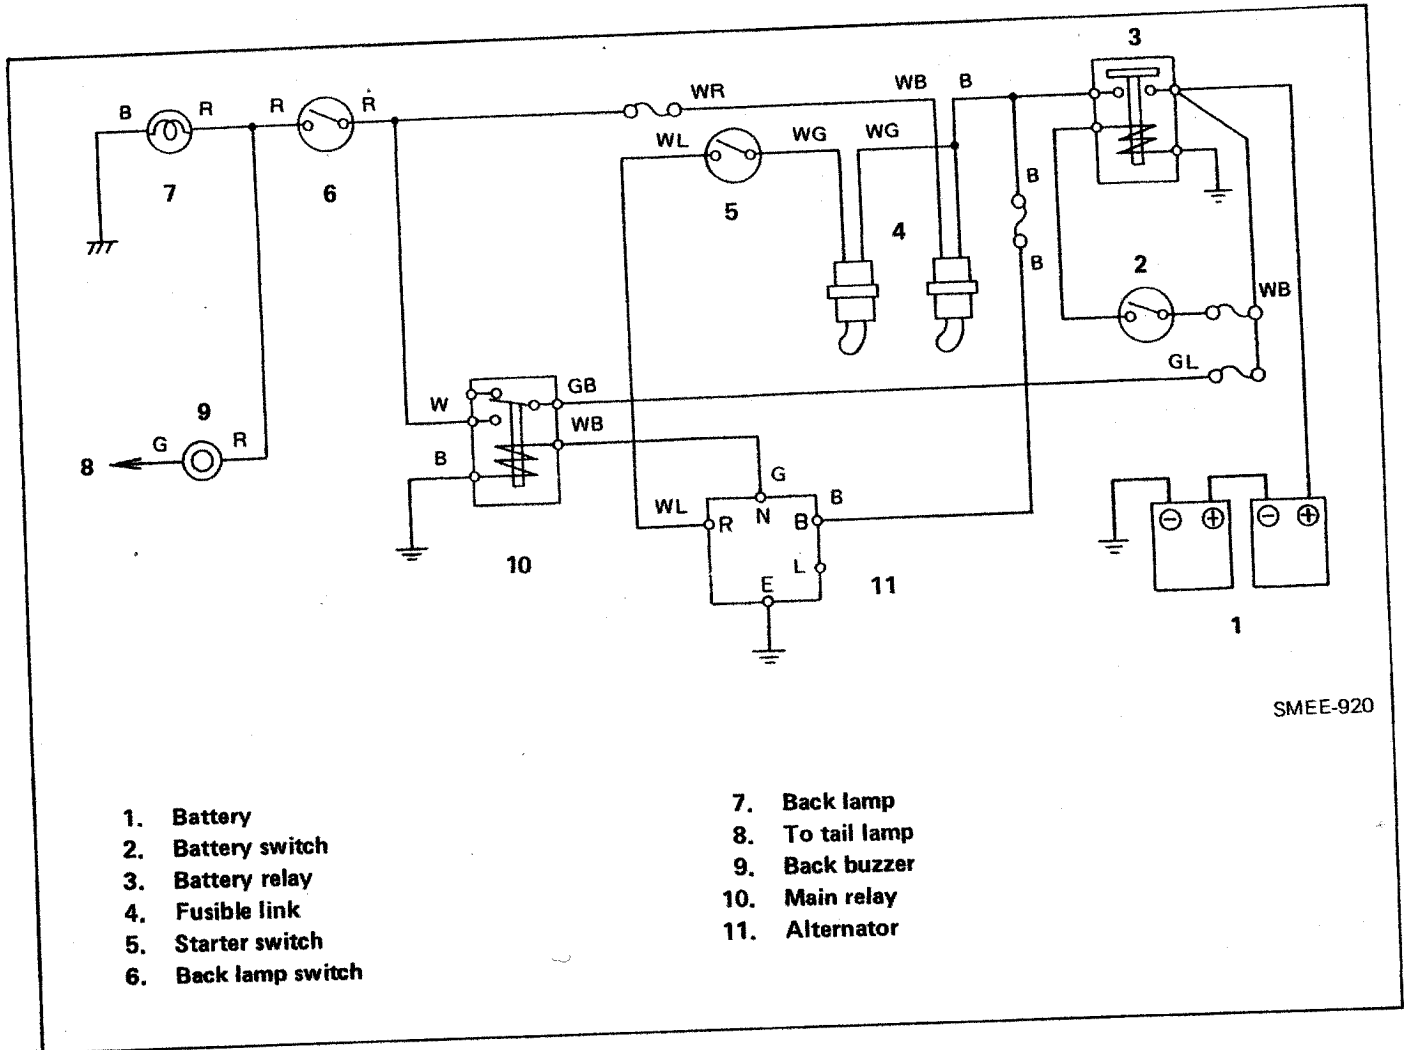 3
B R R R WR WB B
WL WG WG
7 6 5 4 B
B 2
WB
GL
W GB
9 WB
8 G R B
G
WL R N B B
− + − +
L
10 E 11
1
SMEE-920
1. Battery
2. Battery switch
3. Battery relay
4. Fusible link
5. Starter switch
6. Back lamp switch
7. Back lamp
8. To tail lamp
9. Back buzzer
10. Main relay
11. Alternator